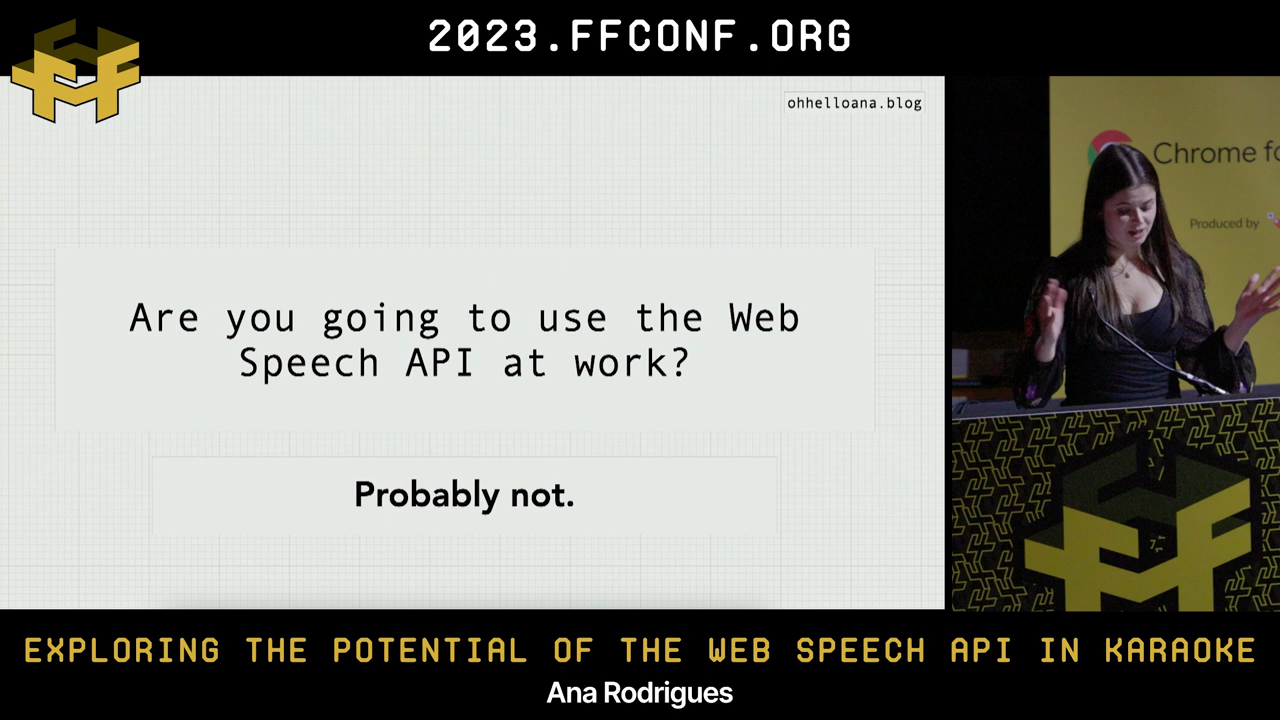 2023.FFCONF.ORG
ohhelloana.blog
Are you going to use the Web
Speech API at work?
Probably not.
Chrome fo
Produced by
EXPLORING THE POTENTIAL OF THE WEB SPEECH API IN KARAOKE
Ana Rodrigues